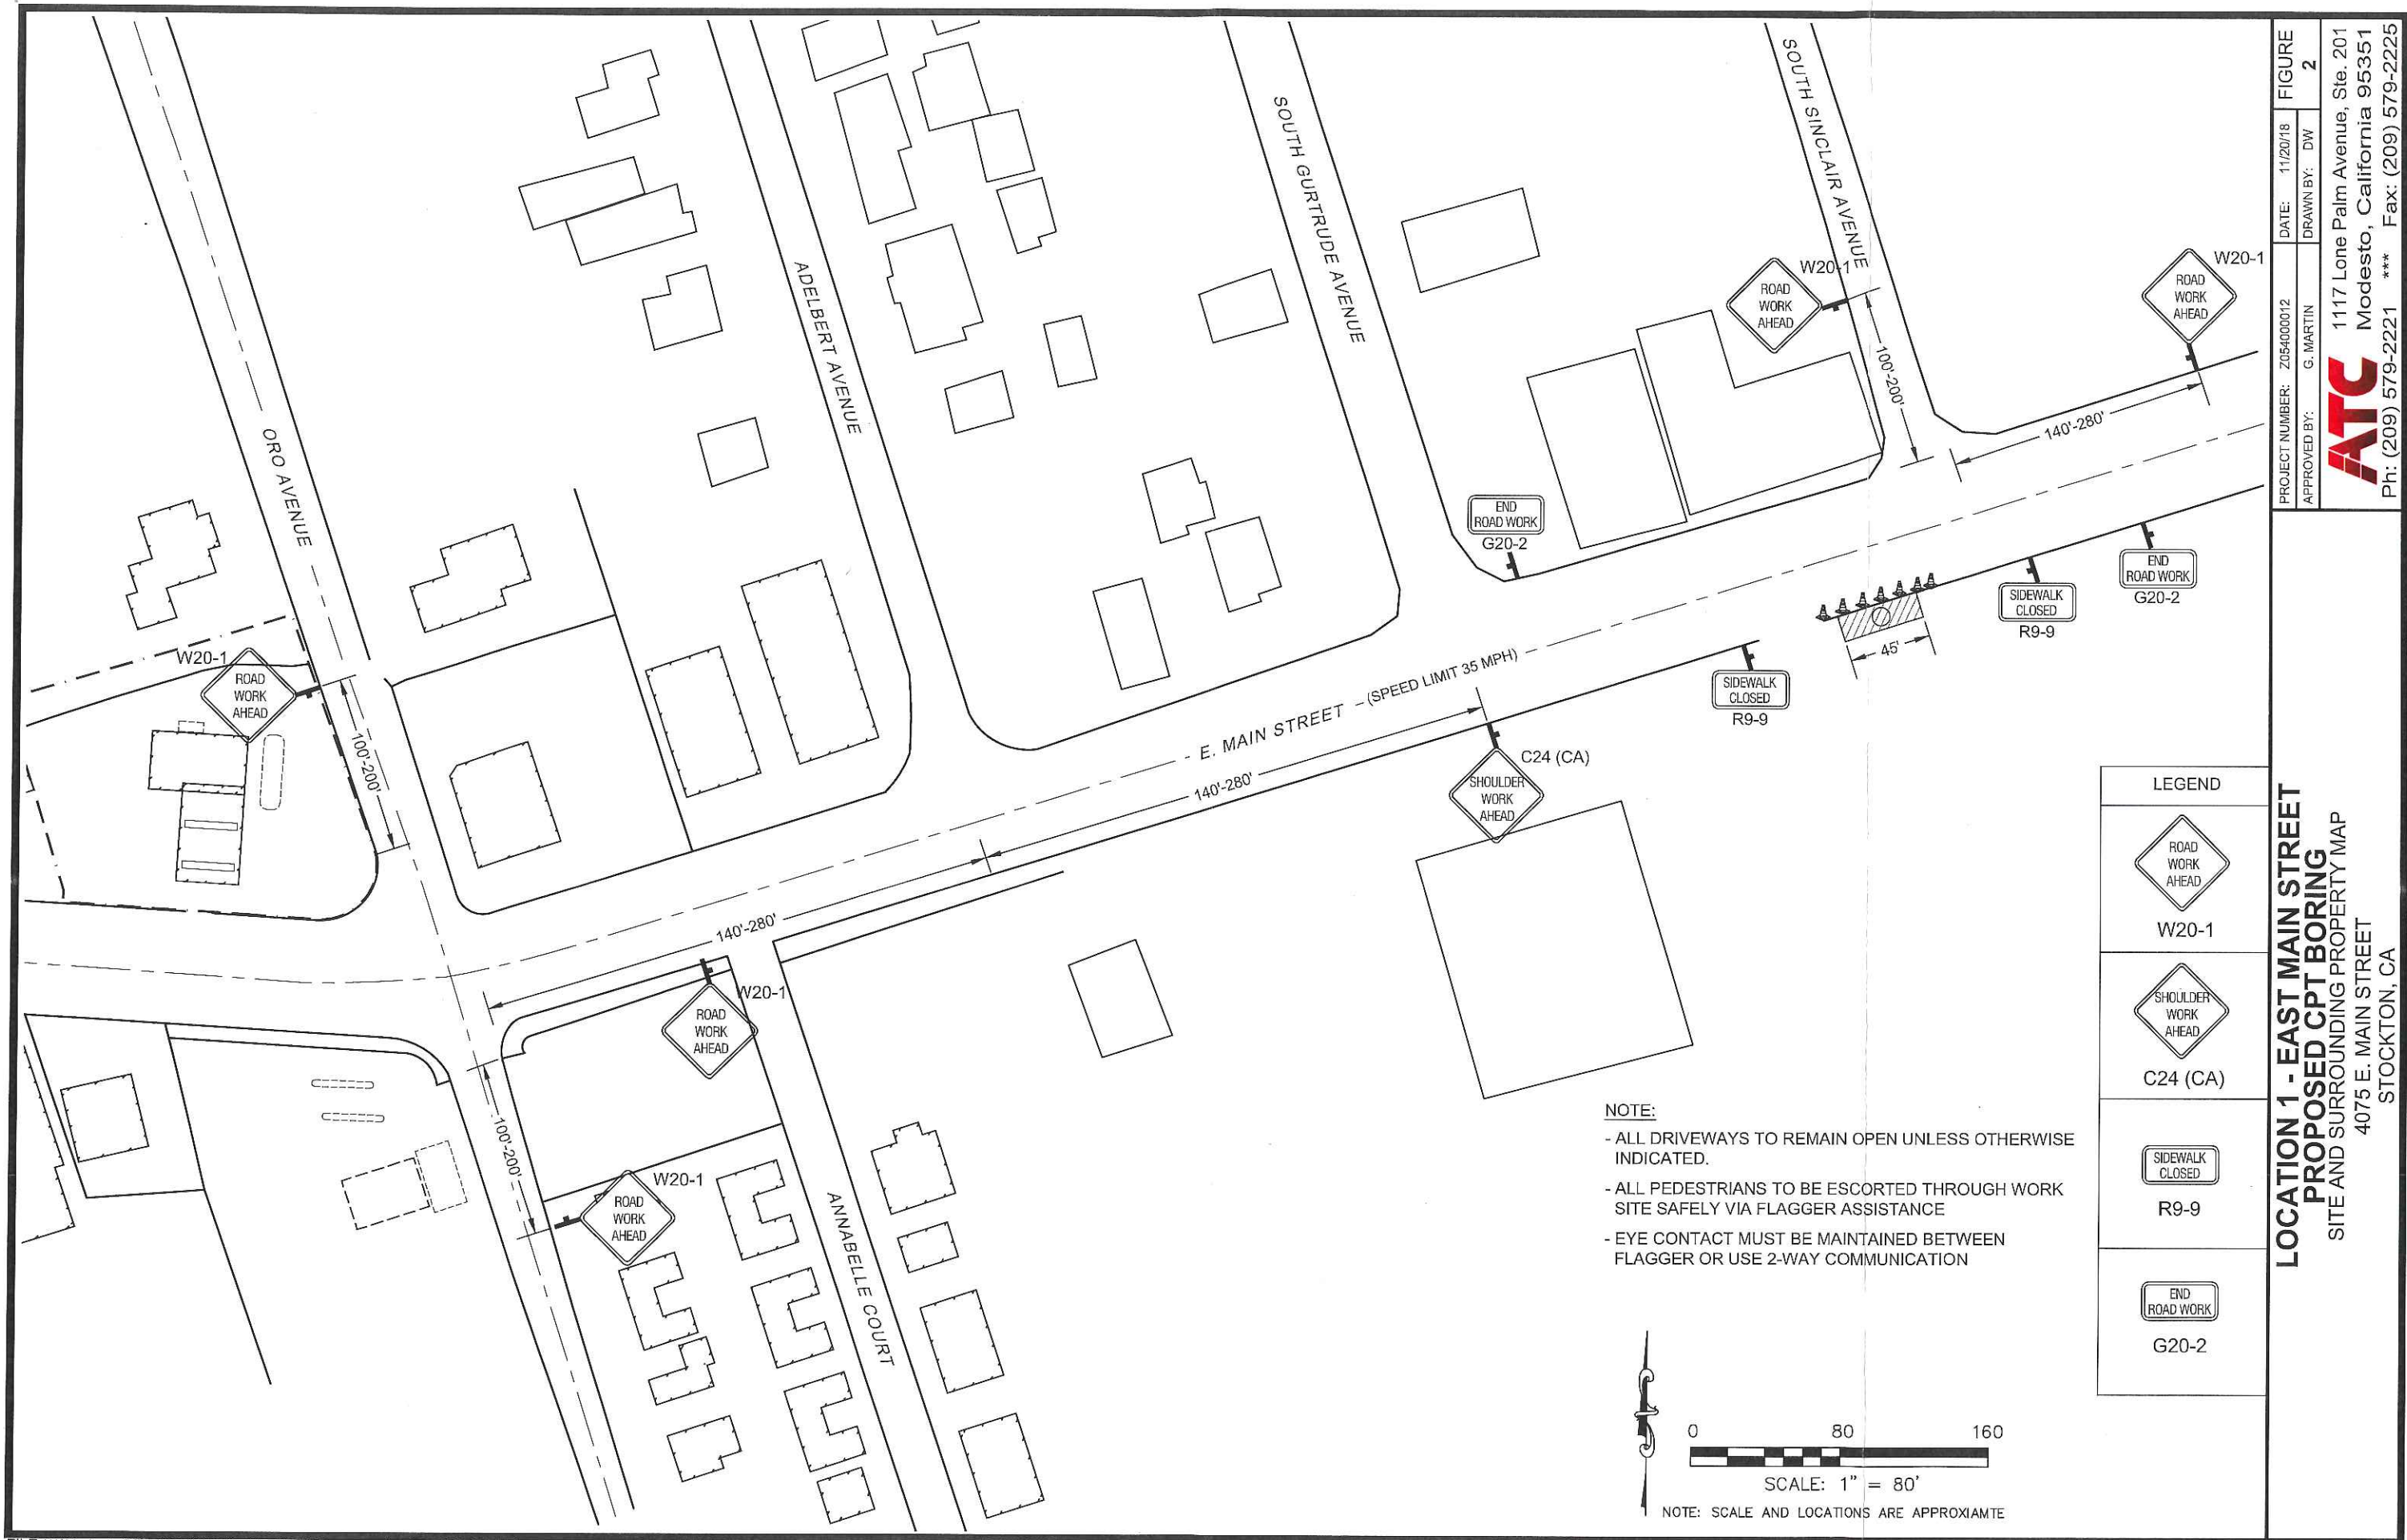 ORO AVENUE
ADELBERT AVENUE
SOUTH GURTRUDE AVENUE
SOUTH SINCLAIR AVENUE
W20-1
ROAD
WORK
AHEAD
W20-1
ROAD
WORK
AHEAD
100'-200'
140'-280'
END
ROAD WORK
G20-2
END
ROAD WORK
G20-2
SIDEWALK
CLOSED
R9-9
45'
SIDEWALK
CLOSED
R9-9
W20-1
ROAD
WORK
AHEAD
100'-200'
E. MAIN STREET - (SPEED LIMIT 35 MPH)
140'-280'
C24 (CA)
SHOULDER
WORK
AHEAD
140'-280'
W20-1
ROAD
WORK
AHEAD
100'-200'
W20-1
ROAD
WORK
AHEAD
ANNABELLE COURT
NOTE:
- ALL DRIVEWAYS TO REMAIN OPEN UNLESS OTHERWISE
INDICATED.
- ALL PEDESTRIANS TO BE ESCORTED THROUGH WORK
SITE SAFELY VIA FLAGGER ASSISTANCE
- EYE CONTACT MUST BE MAINTAINED BETWEEN
FLAGGER OR USE 2-WAY COMMUNICATION
0 80 160
SCALE: 1" = 80'
NOTE: SCALE AND LOCATIONS ARE APPROXIAMTE
LEGEND
ROAD
WORK
AHEAD
W20-1
SHOULDER
WORK
AHEAD
C24 (CA)
SIDEWALK
CLOSED
R9-9
END
ROAD WORK
G20-2
LOCATION 1 - EAST MAIN STREET
PROPOSED CPT BORING
SITE AND SURROUNDING PROPERTY MAP
4075 E. MAIN STREET
STOCKTON, CA
PROJECT NUMBER: Z054000012
DATE: 11/20/18
FIGURE
APPROVED BY: G. MARTIN
DRAWN BY: DW
2
ATC
1117 Lone Palm Avenue, Ste. 201
Modesto, California 95351
Ph: (209) 579-2221 *** Fax: (209) 579-2225